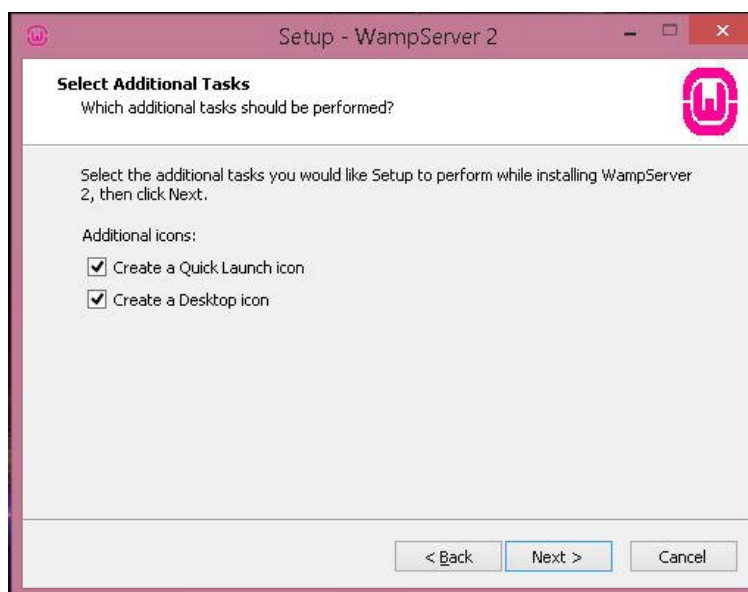 Setup - WampServer 2
Select Additional Tasks
Which additional tasks should be performed?
Select the additional tasks you would like Setup to perform while installing WampServer
2, then click Next.
Additional icons:
Create a Quick Launch icon
Create a Desktop icon
< Back
Next >
Cancel